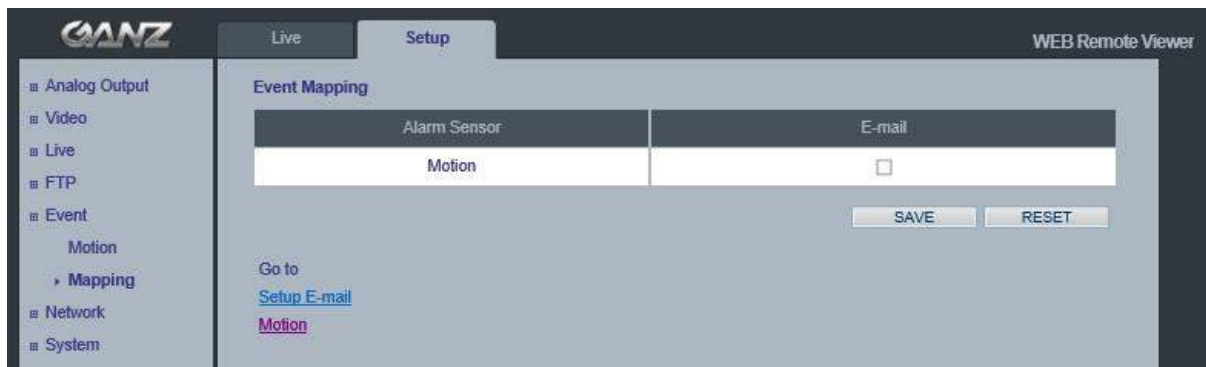 GANZ
Live
Setup
WEB Remote Viewer
Analog Output
Video
Live
FTP
Event
Motion
Mapping
Network
System
Event Mapping
Alarm Sensor E-mail
Motion
SAVE RESET
Go to
Setup E-mail
Motion